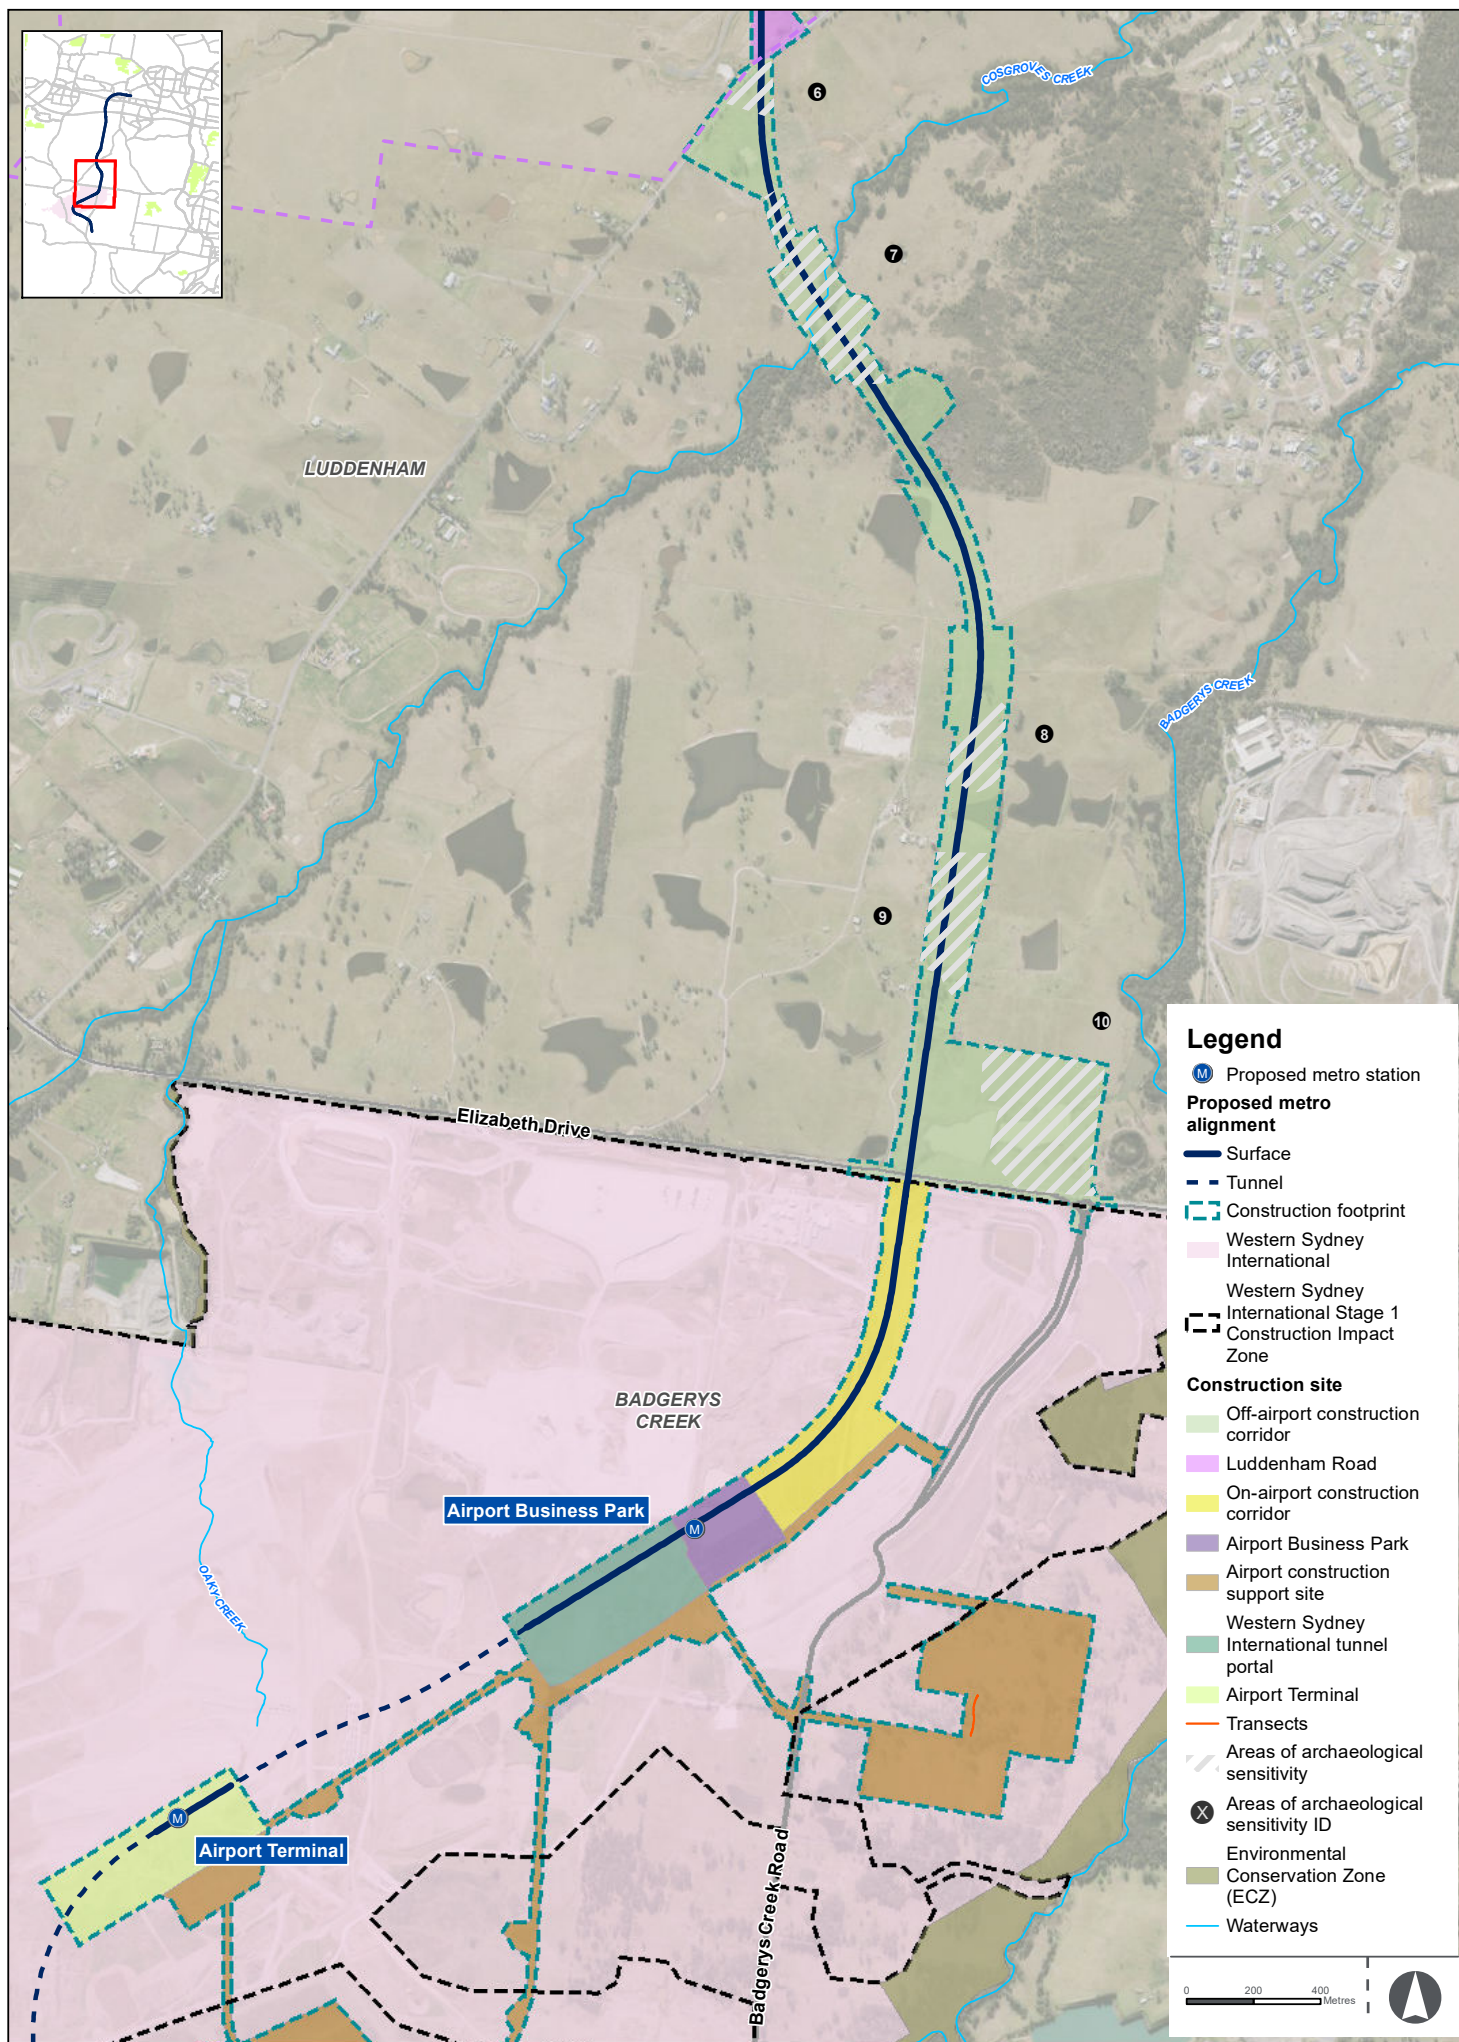 6
COSGROVES CREEK
7
LUDDENHAM
BADGERYS CREEK
8
9
10
Elizabeth Drive
BADGERYS
CREEK
Airport Business Park
M
OAKY CREEK
M
Airport Terminal
Badgerys Creek Road
Legend
M Proposed metro station
Proposed metro
alignment
Surface
Tunnel
Construction footprint
Western Sydney
International
Western Sydney
International Stage 1
Construction Impact
Zone
Construction site
Off-airport construction
corridor
Luddenham Road
On-airport construction
corridor
Airport Business Park
Airport construction
support site
Western Sydney
International tunnel
portal
Airport Terminal
Transects
Areas of archaeological
sensitivity
X Areas of archaeological
sensitivity ID
Environmental
Conservation Zone
(ECZ)
Waterways
0 200 400
Metres